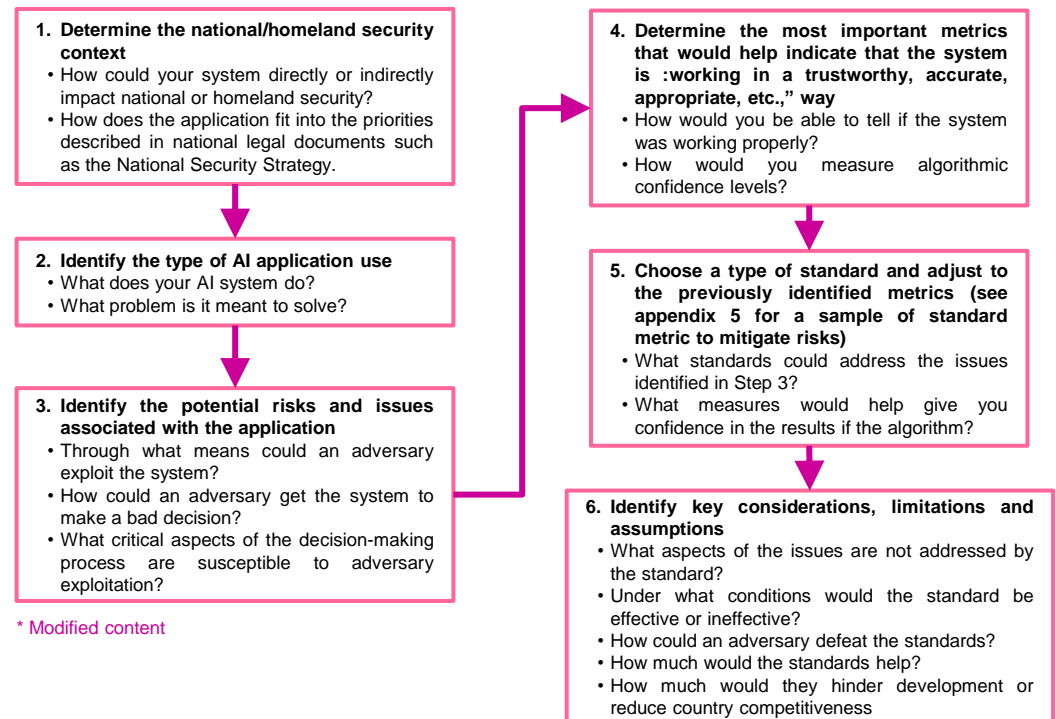 1. Determine the national/homeland security
context
• How could your system directly or indirectly
impact national or homeland security?
• How does the application fit into the priorities
described in national legal documents such
as the National Security Strategy.
2. Identify the type of AI application use
• What does your AI system do?
• What problem is it meant to solve?
3. Identify the potential risks and issues
associated with the application
• Through what means could an adversary
exploit the system?
• How could an adversary get the system to
make a bad decision?
• What critical aspects of the decision-making
process are susceptible to adversary
exploitation?
* Modified content
4. Determine the most important metrics
that would help indicate that the system
is :working in a trustworthy, accurate,
appropriate, etc.,” way
• How would you be able to tell if the system
was working properly?
• How would you measure algorithmic
confidence levels?
5. Choose a type of standard and adjust to
the previously identified metrics (see
appendix 5 for a sample of standard
metric to mitigate risks)
• What standards could address the issues
identified in Step 3?
• What measures would help give you
confidence in the results if the algorithm?
6. Identify key considerations, limitations and
assumptions
• What aspects of the issues are not addressed by
the standard?
• Under what conditions would the standard be
effective or ineffective?
• How could an adversary defeat the standards?
• How much would the standards help?
• How much would they hinder development or
reduce country competitiveness